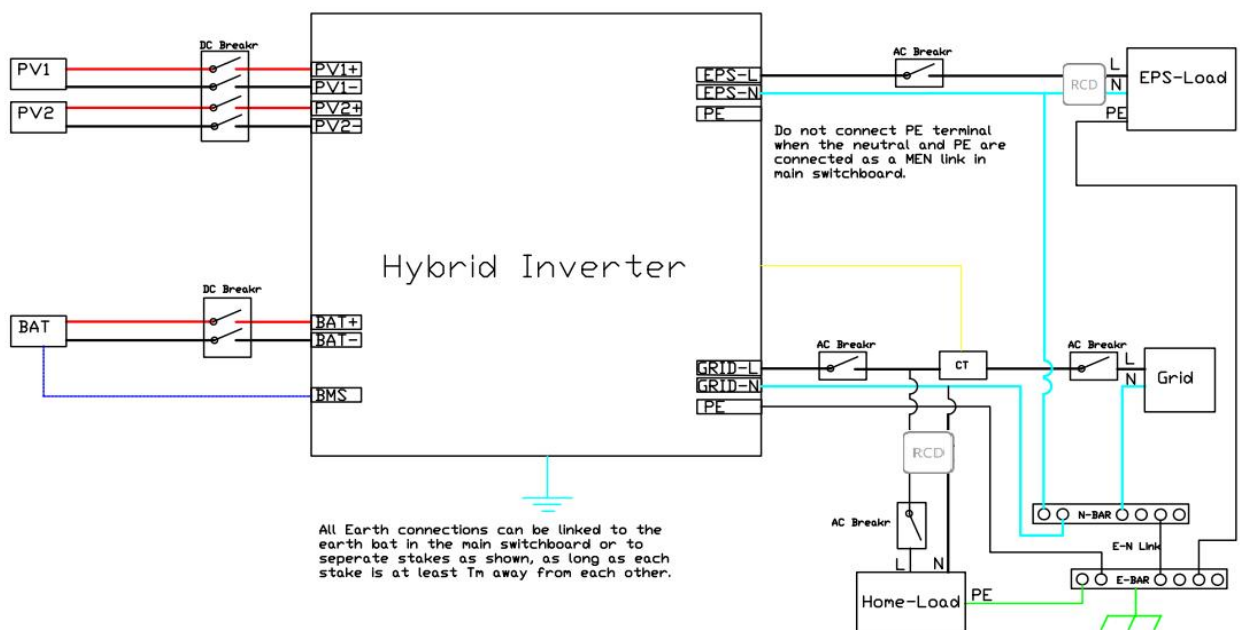 DC Breakr
PV1
PV2
PV1+
PV1-
PV2+
PV2-
EPS-L
EPS-N
PE
AC Breakr
RCD
L
N
PE
EPS-Load
Do not connect PE terminal
when the neutral and PE are
connected as a MEN link in
main switchboard.
Hybrid Inverter
DC Breakr
BAT
BAT+
BAT-
BMS
GRID-L
GRID-N
PE
AC Breakr
CT
AC Breakr
L
N
Grid
RCD
AC Breakr
L
N
Home-Load
PE
N-BAR
E-N Link
E-BAR
All Earth connections can be linked to the
earth bat in the main switchboard or to
seperate stakes as shown, as long as each
stake is at least Tm away from each other.